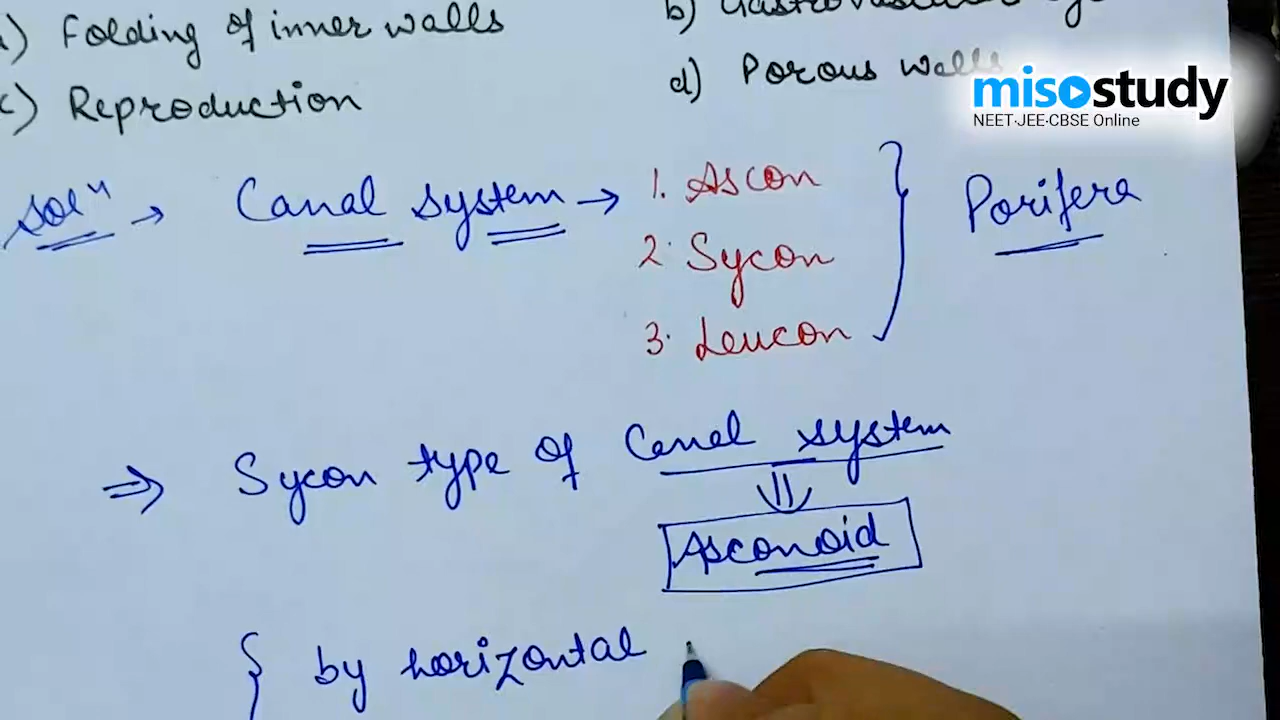 ) Folding of inner walls
b)
c) Reproduction
d) Porous walls
misostudy
NEET-JEE-CBSE Online
Solⁿ → Canal system → 1. Ascon
2. Sycon
3. Leucon
Porifera
⇒ Sycon type of Canal system
⇓
Asconoid
{ by horizontal